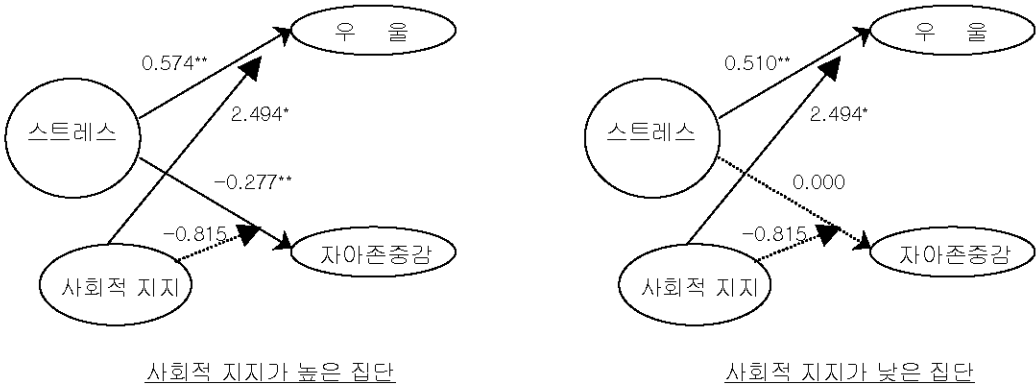 우 울
0.574**
2.494*
스트레스
-0.277**
-0.815
자아존중감
사회적 지지
사회적 지지가 높은 집단
우 울
0.510**
2.494*
스트레스
0.000
-0.815
자아존중감
사회적 지지
사회적 지지가 낮은 집단